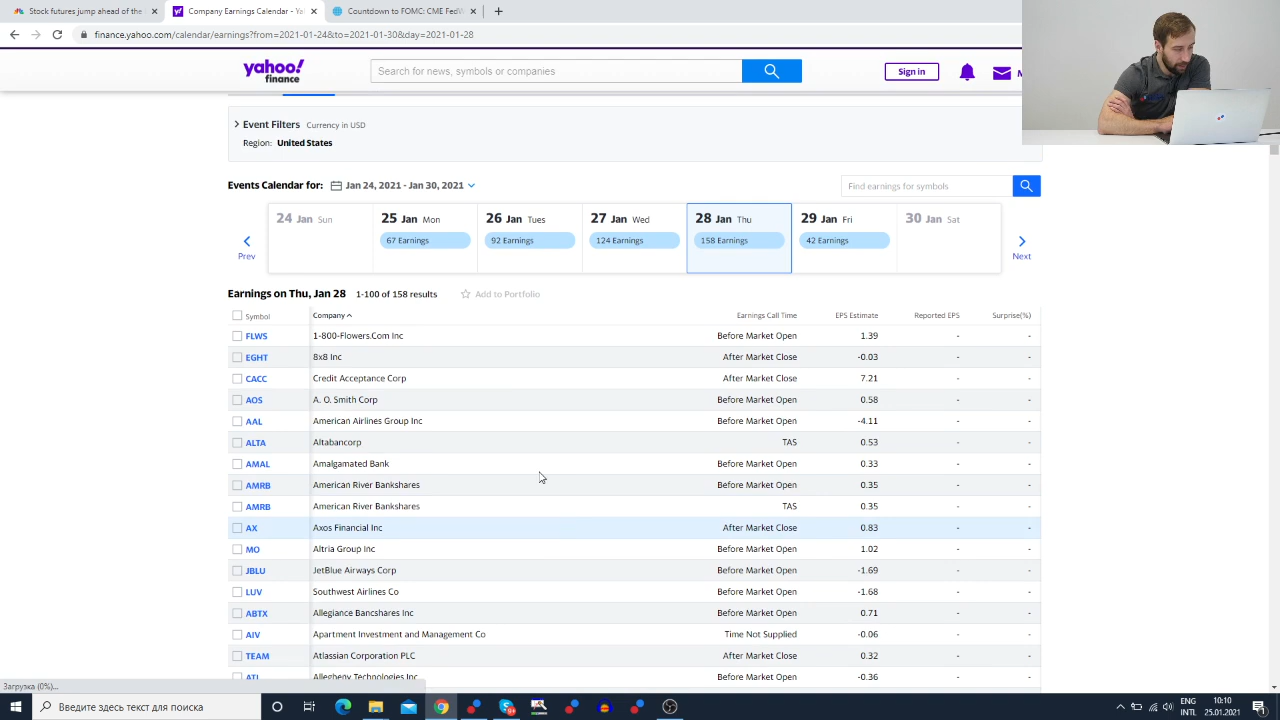 Stock futures jump ahead of the
Company Earnings Calendar - Ya
Countdown to FOMC: CME FedW
finance.yahoo.com/calendar/earnings?from=2021-01-24&to=2021-01-30&day=2021-01-28
yahoo!
finance
Search for news, symbols or companies
Sign in
Event Filters Currency in USD
Region: United States
Events Calendar for: Jan 24, 2021 - Jan 30, 2021
Find earnings for symbols
Prev
24 Jan Sun
25 Jan Mon
67 Earnings
26 Jan Tues
92 Earnings
27 Jan Wed
124 Earnings
28 Jan Thu
158 Earnings
29 Jan Fri
42 Earnings
30 Jan Sat
Next
Earnings on Thu, Jan 28 1-100 of 158 results Add to Portfolio
Symbol Company Earnings Call Time EPS Estimate Reported EPS Surprise(%)
FLWS 1-800-Flowers.Com Inc Before Market Open 1.39 - -
EGHT 8x8 Inc After Market Close -0.03 - -
CACC Credit Acceptance Corp After Market Close 7.21 - -
AOS A. O. Smith Corp Before Market Open 0.58 - -
AAL American Airlines Group Inc Before Market Open -4.11 - -
ALTA Altabancorp TAS 0.53 - -
AMAL Amalgamated Bank Before Market Open 0.33 - -
AMRB American River Bankshares Before Market Open 0.35 - -
AMRB American River Bankshares TAS 0.35 - -
AX Axos Financial Inc After Market Close 0.83 - -
MO Altria Group Inc Before Market Open 1.02 - -
JBLU JetBlue Airways Corp Before Market Open -1.69 - -
LUV Southwest Airlines Co Before Market Open -1.68 - -
ABTX Allegiance Bancshares Inc Before Market Open 0.71 - -
AIV Apartment Investment and Management Co Time Not Supplied -0.06 - -
TEAM Atlassian Corporation PLC After Market Close 0.32 - -
ATI Allegheny Technologies Inc Before Market Open -0.36 - -
Загрузка (0%)...
Введите здесь текст для поиска
ENG 10:10
INTL 25.01.2021